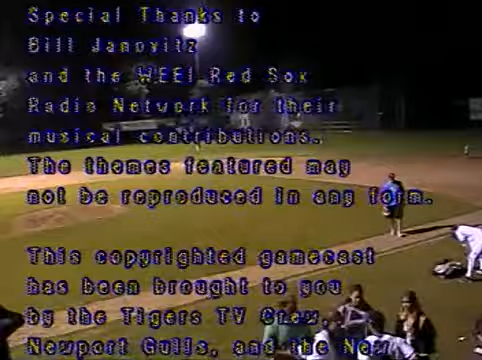 Special Thanks to
Bill Janovitz
and the WEEI Red Sox
Radio Network for their
musical contributions.
The themes featured may
not be reproduced in any form.
This copyrighted gamecast
has been brought to you
by the Tigers TV Crew
Newport Gulls, and the New